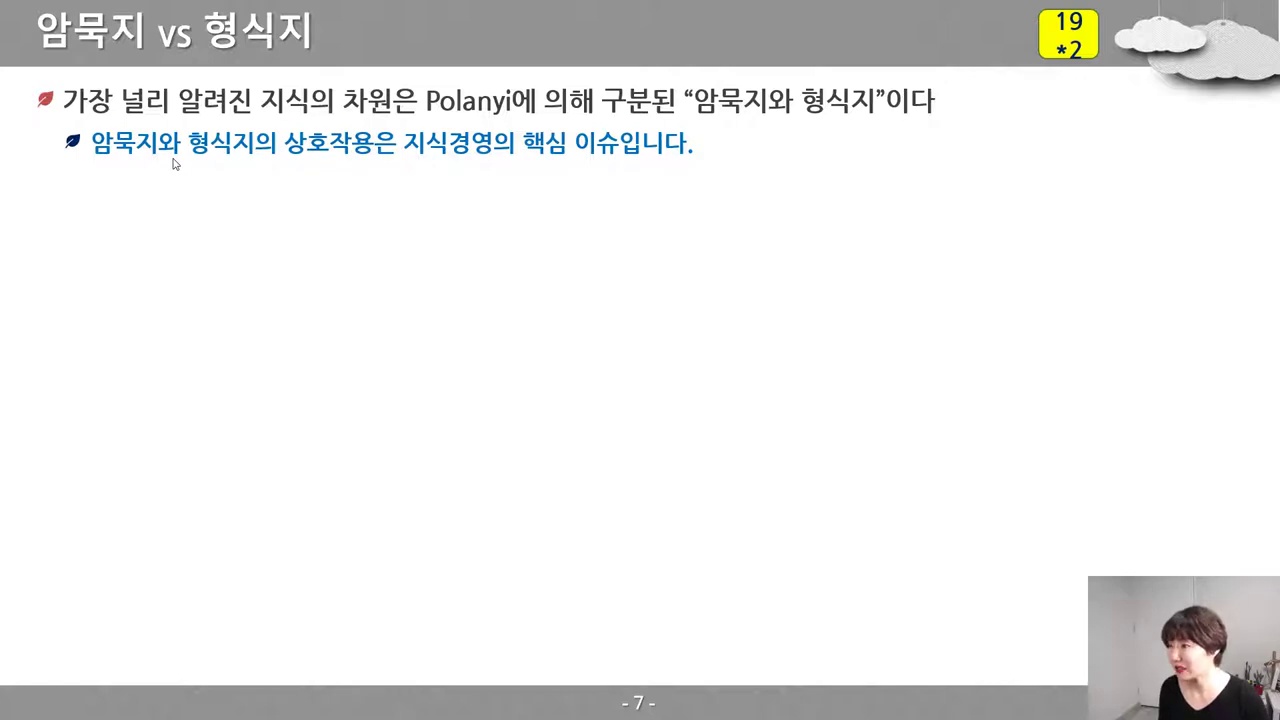 암묵지 vs 형식지
19
*2
가장 널리 알려진 지식의 차원은 Polanyi에 의해 구분된 “암묵지와 형식지”이다
암묵지와 형식지의 상호작용은 지식경영의 핵심 이슈입니다.
- 7 -